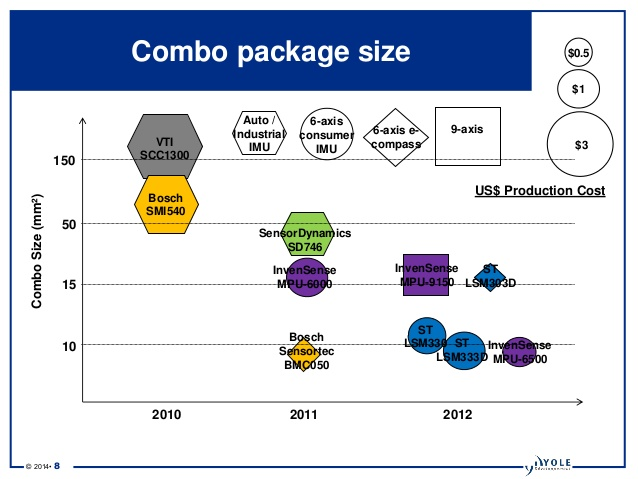 Combo package size
$0.5
$1
$3
US$ Production Cost
Auto /
Industrial
IMU
6-axis
consumer
IMU
6-axis e-
compass
9-axis
Combo Size (mm²)
150
50
15
10
VTI
SCC1300
Bosch
SMI540
SensorDynamics
SD746
InvenSense
MPU-6000
Bosch
Sensortec
BMC050
InvenSense
MPU-9150
ST
LSM303D
ST
LSM330
ST
LSM333D
InvenSense
MPU-6500
2010
2011
2012
© 2014• 8
YOLE